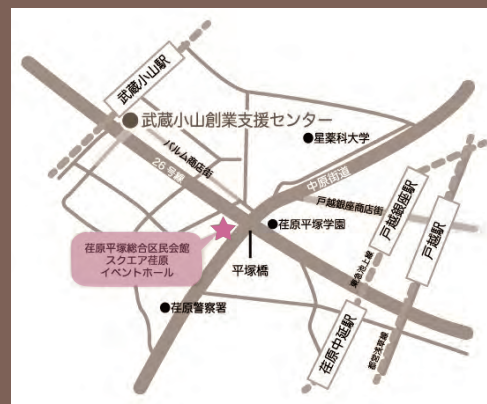 武蔵小山駅
武蔵小山創業支援センター
パルム商店街
26号線
星薬科大学
中原街道
戸越銀座商店街
戸越銀座駅
戸越駅
荏原平塚学園
荏原平塚総合区民会館
スクエア荏原
イベントホール
平塚橋
東急池上線
荏原警察署
荏原中延駅
都営浅草線